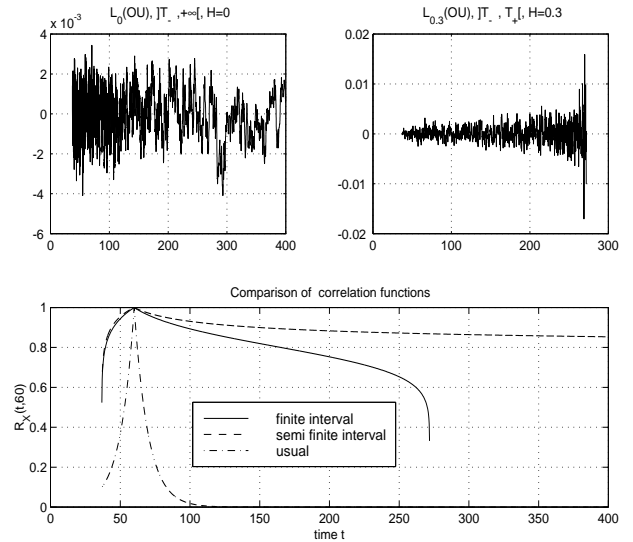 x 10⁻³
L₀(OU), ]T₋ ,+∞[, H=0
4
2
0
-2
-4
-6
0 100 200 300 400
L₀.₃(OU), ]T₋ , T₊[, H=0.3
0.02
0.01
0
-0.01
-0.02
0 100 200 300
Comparison of correlation functions
1
0.8
0.6
0.4
0.2
0
R_X(t,60)
finite interval
semi finite interval
usual
0 50 100 150 200 250 300 350 400
time t